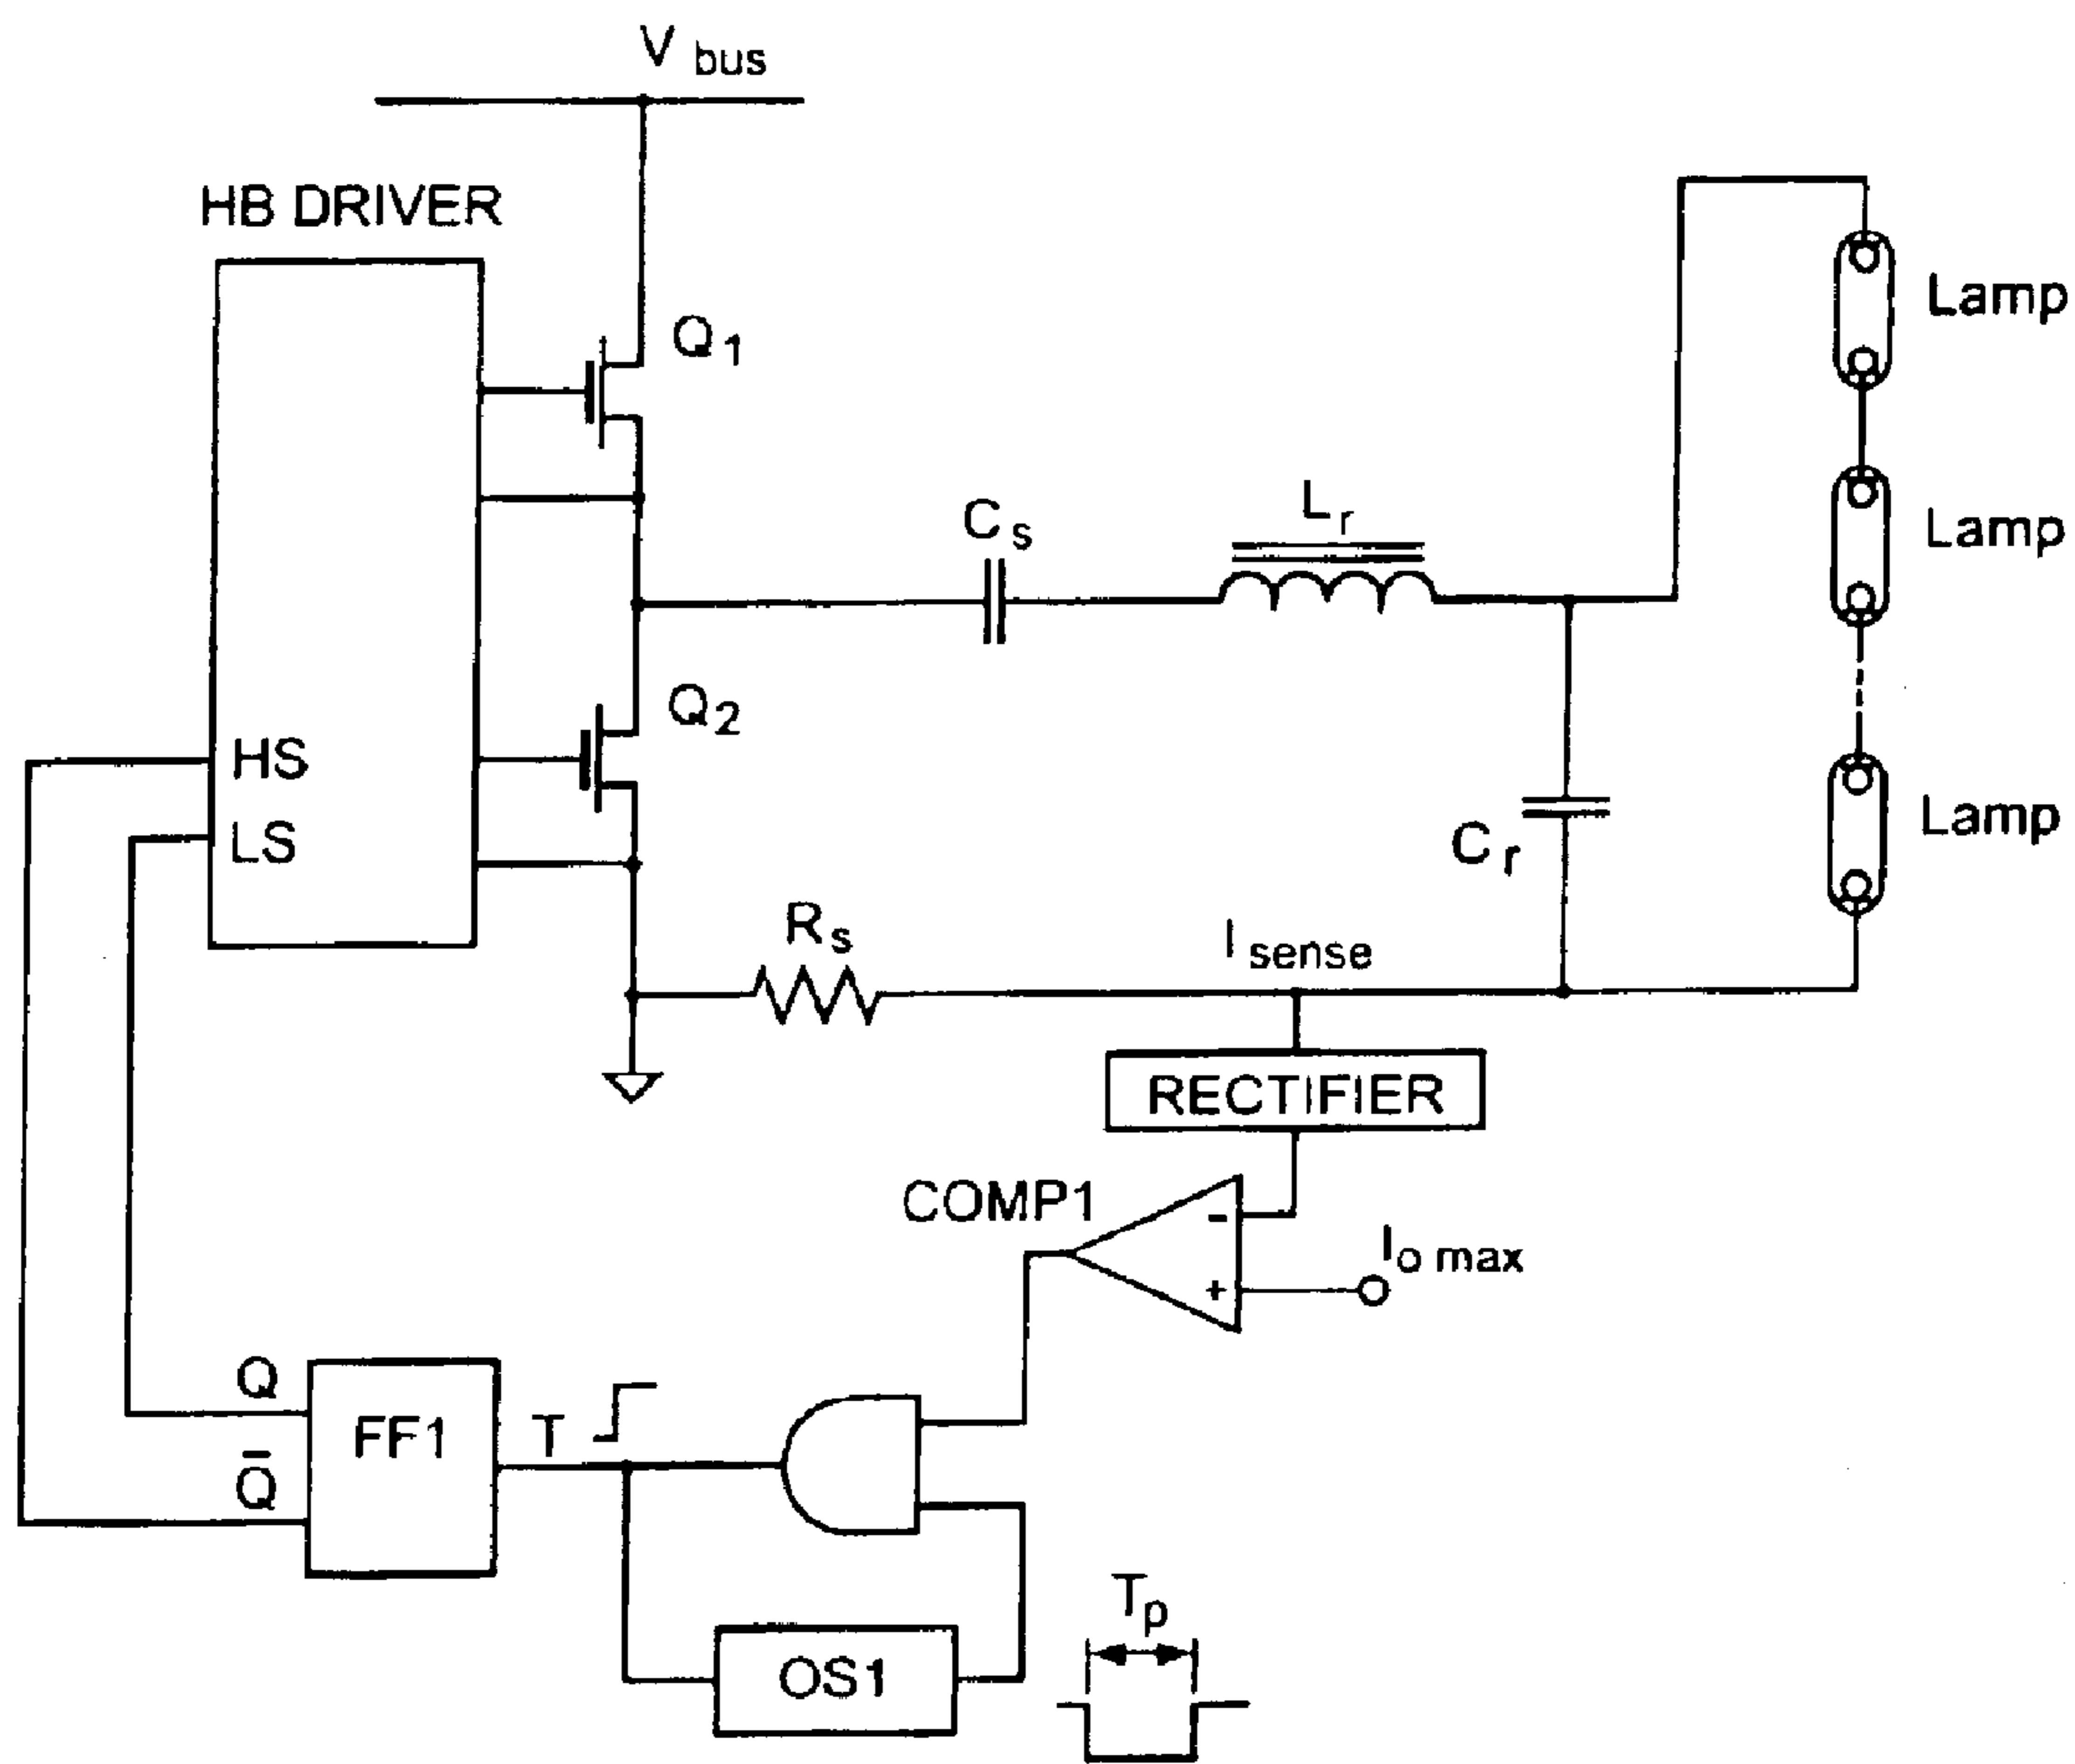 V bus
HB DRIVER
Q1
Lamp
Cs
Lr
Lamp
Q2
HS
LS
Cr
Lamp
Rs
I sense
RECTIFIER
COMP1
-
+
Io max
Q
Q̅
FF1
T
Tp
OS1